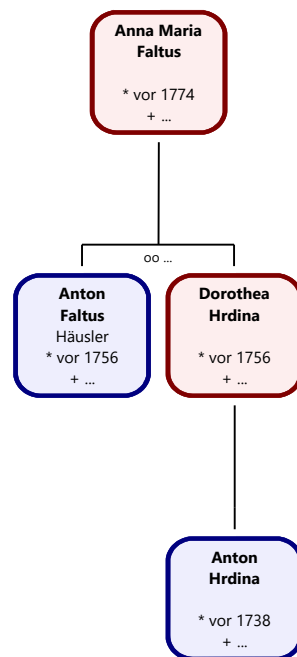 Anna Maria
Faltus
* vor 1774
+ ...
oo ...
Anton
Faltus
Häusler
* vor 1756
+ ...
Dorothea
Hrdina
* vor 1756
+ ...
Anton
Hrdina
* vor 1738
+ ...